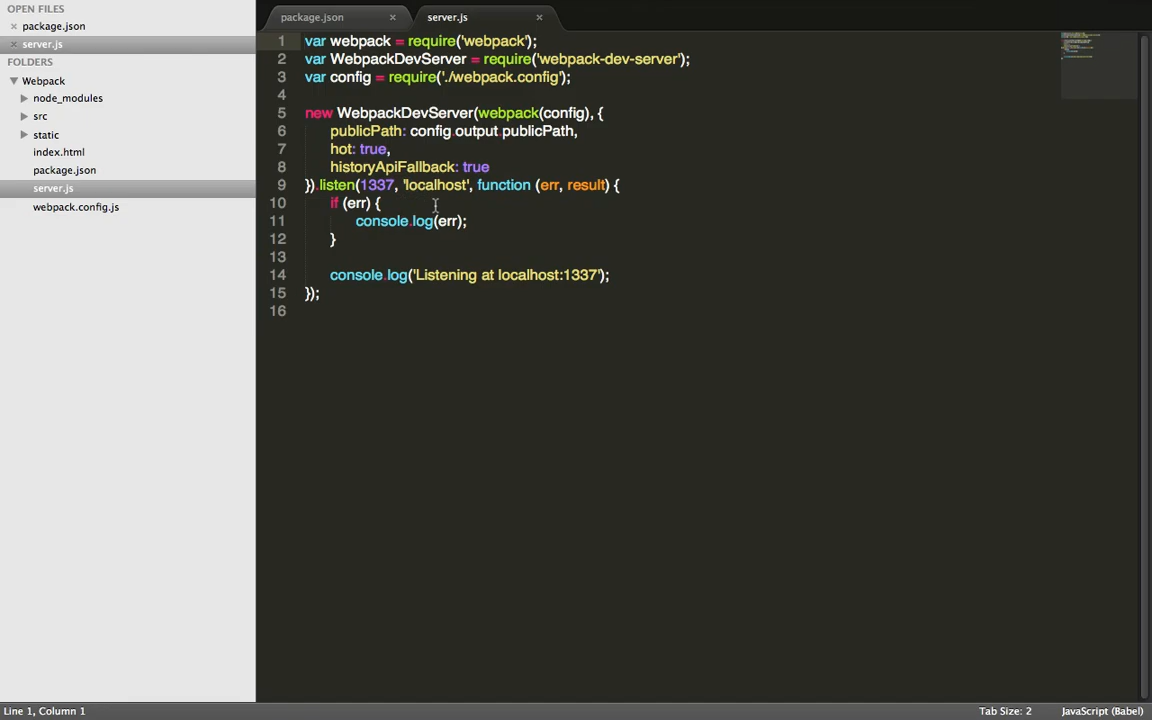 OPEN FILES
package.json
server.js
FOLDERS
Webpack
node_modules
src
static
index.html
package.json
server.js
webpack.config.js
package.json
server.js
1 var webpack = require('webpack');
2 var WebpackDevServer = require('webpack-dev-server');
3 var config = require('./webpack.config');
4
5 new WebpackDevServer(webpack(config), {
6 publicPath: config.output.publicPath,
7 hot: true,
8 historyApiFallback: true
9 }).listen(1337, 'localhost', function (err, result) {
10 if (err) {
11 console.log(err);
12 }
13
14 console.log('Listening at localhost:1337');
15 });
16
Line 1, Column 1
Tab Size: 2
JavaScript (Babel)